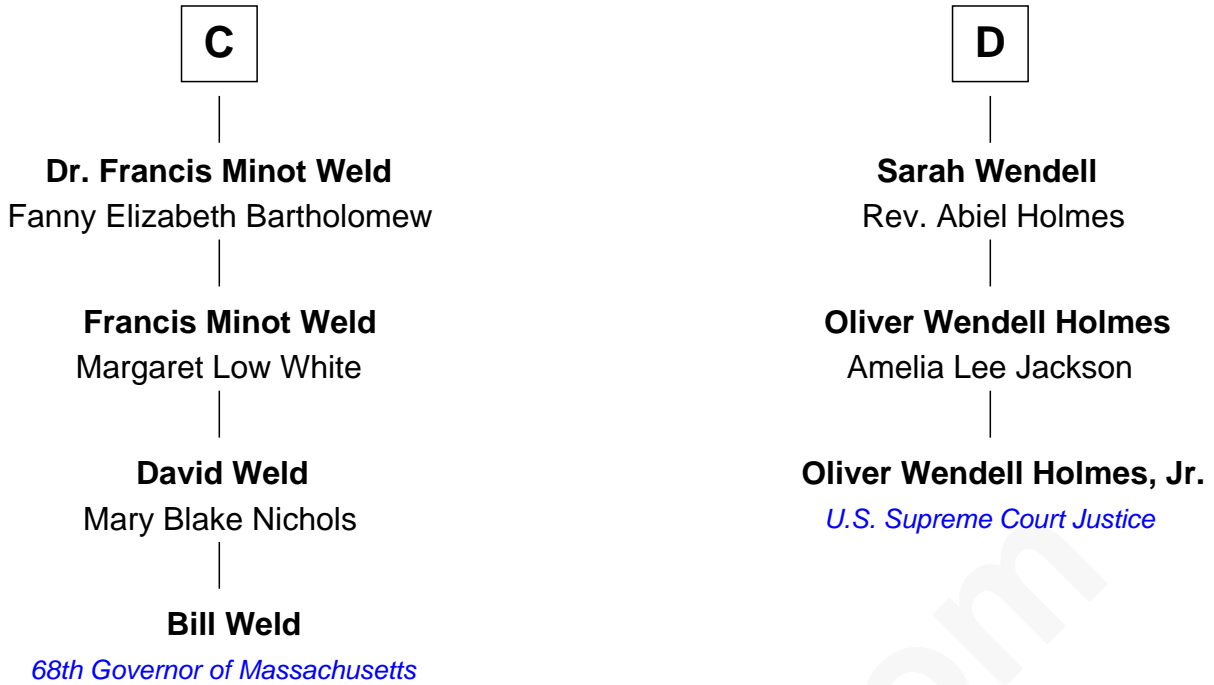 C
Dr. Francis Minot Weld
Fanny Elizabeth Bartholomew
Francis Minot Weld
Margaret Low White
David Weld
Mary Blake Nichols
Bill Weld
68th Governor of Massachusetts
D
Sarah Wendell
Rev. Abiel Holmes
Oliver Wendell Holmes
Amelia Lee Jackson
Oliver Wendell Holmes, Jr.
U.S. Supreme Court Justice
om